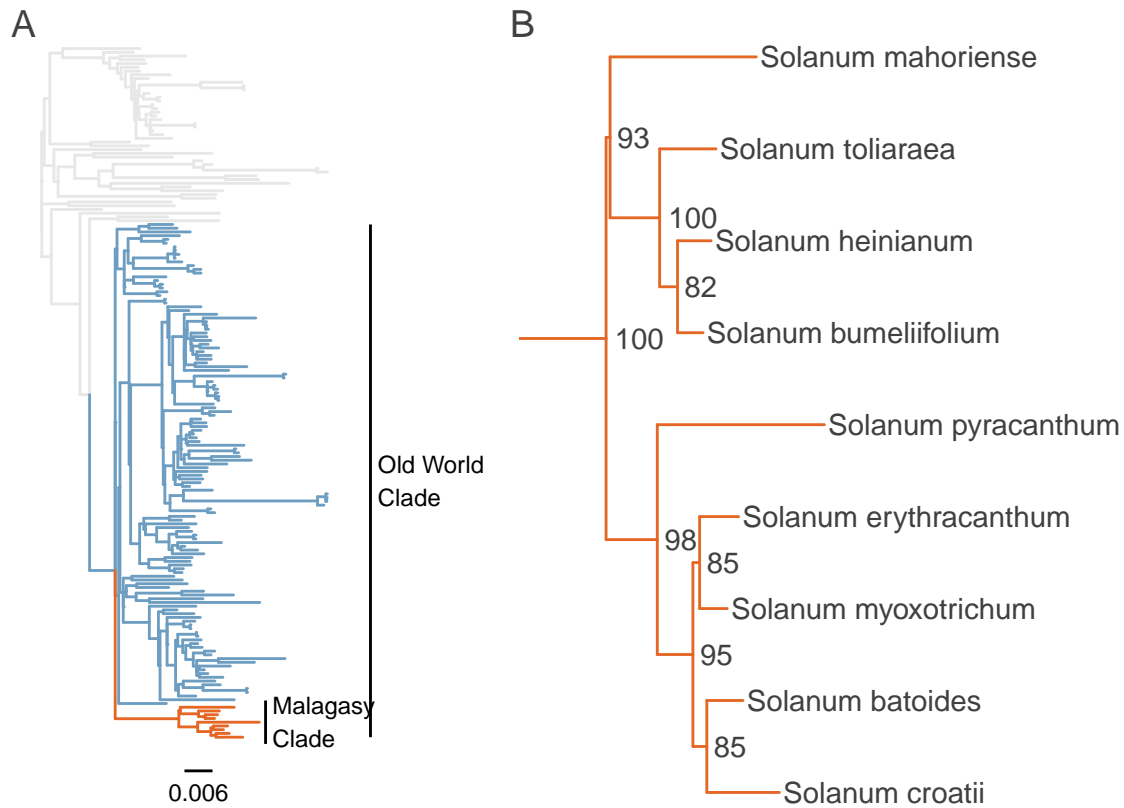 A
Old World
Clade
Malagasy
Clade
0.006
B
Solanum mahoriense
93
Solanum toliaraea
100
Solanum heinianum
82
Solanum bumeliifolium
100
Solanum pyracanthum
Solanum erythracanthum
98
85
Solanum myoxotrichum
95
Solanum batoides
85
Solanum croatii